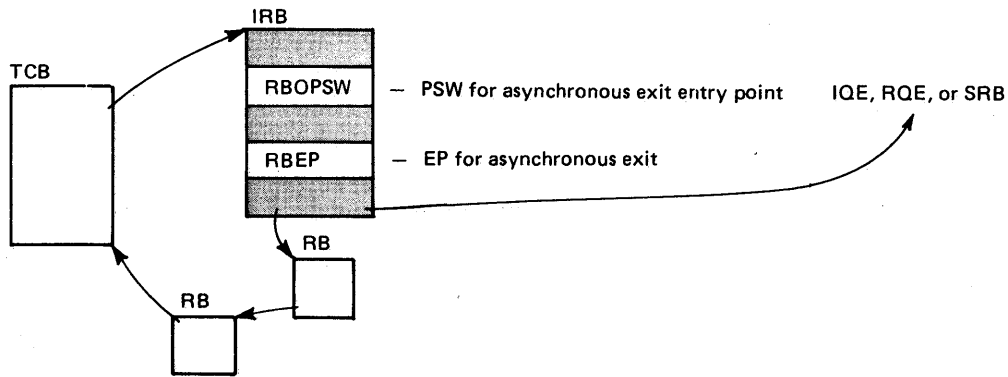 IRB
TCB
RBOPSW – PSW for asynchronous exit entry point IQE, RQE, or SRB
RBEP – EP for asynchronous exit
RB
RB